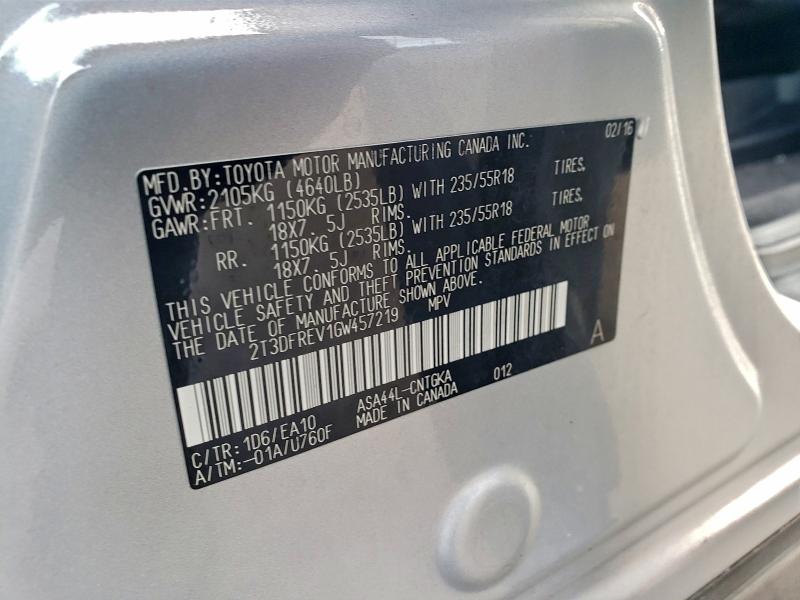 02/16
MFD.BY:TOYOTA MOTOR MANUFACTURING CANADA INC.
GVWR:2105KG (4640LB)
GAWR:FRT. 1150KG (2535LB) WITH 235/55R18 TIRES,
18X7. 5J RIMS.
RR. 1150KG (2535LB) WITH 235/55R18 TIRES,
18X7. 5J RIMS.
THIS VEHICLE CONFORMS TO ALL APPLICABLE FEDERAL MOTOR
VEHICLE SAFETY AND THEFT PREVENTION STANDARDS IN EFFECT ON
THE DATE OF MANUFACTURE SHOWN ABOVE.
2T3DFREV1GW457219 MPV
A
C/TR:1D6/EA10 ASA44L-CNTGKA 012
A/TM:-01A/U760F MADE IN CANADA